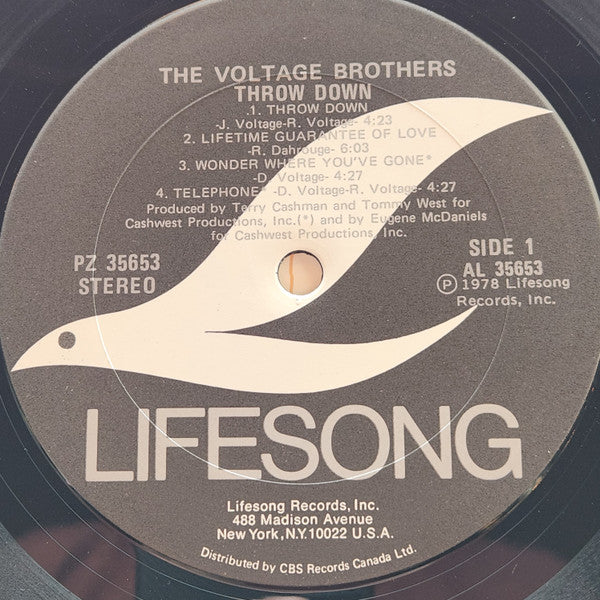 THE VOLTAGE BROTHERS
THROW DOWN
1. THROW DOWN
-J. Voltage-R. Voltage- 4:23
2. LIFETIME GUARANTEE OF LOVE
-R. Dahrouge- 6:03
3. WONDER WHERE YOU'VE GONE*
-D. Voltage- 4:27
4. TELEPHONE* -D. Voltage-R. Voltage- 4:27
Produced by Terry Cashman and Tommy West for
Cashwest Productions, Inc.(*) and by Eugene McDaniels
for Cashwest Productions, Inc.
PZ 35653
STEREO
SIDE 1
AL 35653
Ⓟ1978 Lifesong
Records, Inc.
LIFESONG
Lifesong Records, Inc.
488 Madison Avenue
New York, N.Y. 10022 U.S.A.
Distributed by CBS Records Canada Ltd.